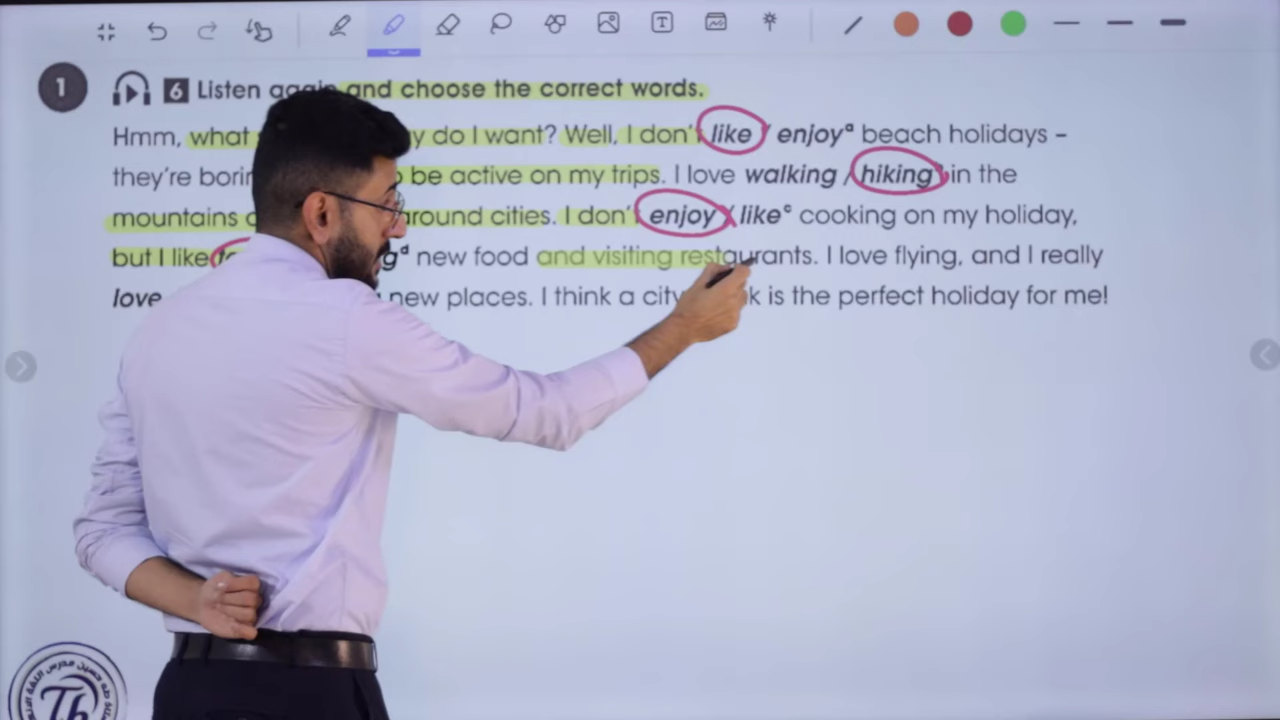 1 6 Listen again and choose the correct words.
Hmm, what y do I want? Well, I don't like / enjoyᵃ beach holidays –
they're borin o be active on my trips. I love walking / hiking in the
mountains around cities. I don't enjoy / likeᶜ cooking on my holiday,
but I like gᵈ new food and visiting restaurants. I love flying, and I really
love new places. I think a city k is the perfect holiday for me!
Th